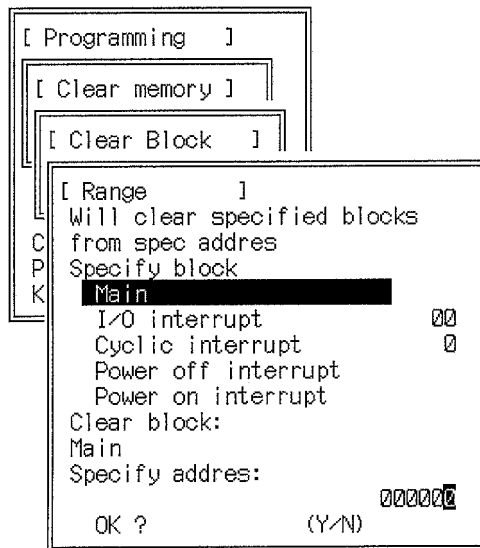 [ Programming ]
[ Clear memory ]
[ Clear Block ]
[ Range ]
Will clear specified blocks
C from spec addres
P Specify block
K Main
I/O interrupt 00
Cyclic interrupt 0
Power off interrupt
Power on interrupt
Clear block:
Main
Specify addres:
000000
OK ? (Y/N)